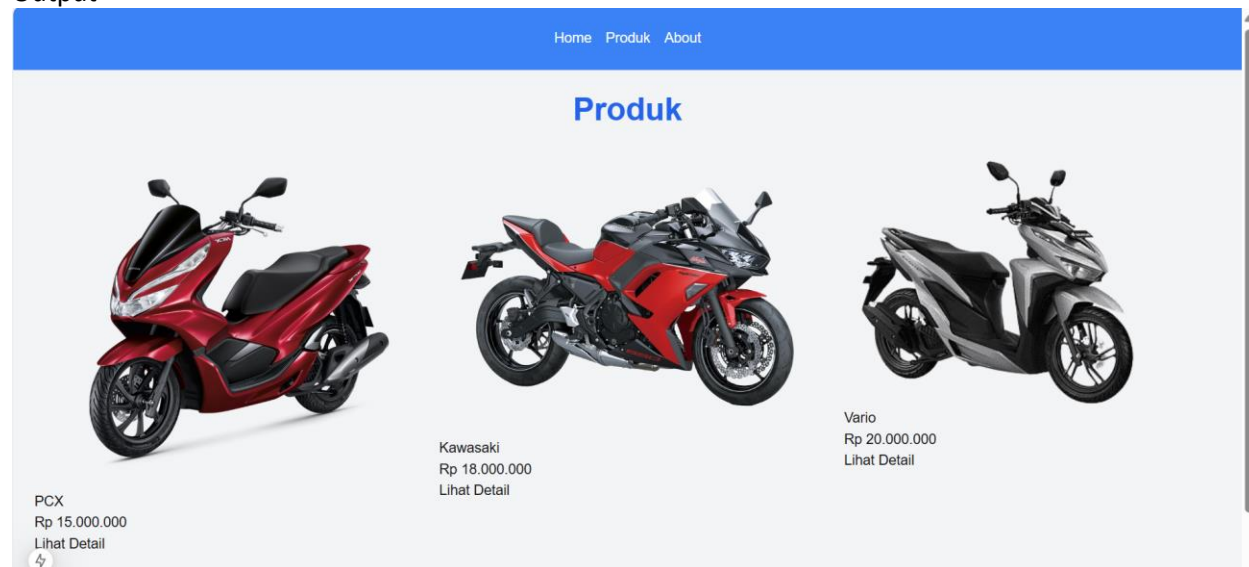 Output
Home Produk About
Produk
PCX
Rp 15.000.000
Lihat Detail
Kawasaki
Rp 18.000.000
Lihat Detail
Vario
Rp 20.000.000
Lihat Detail